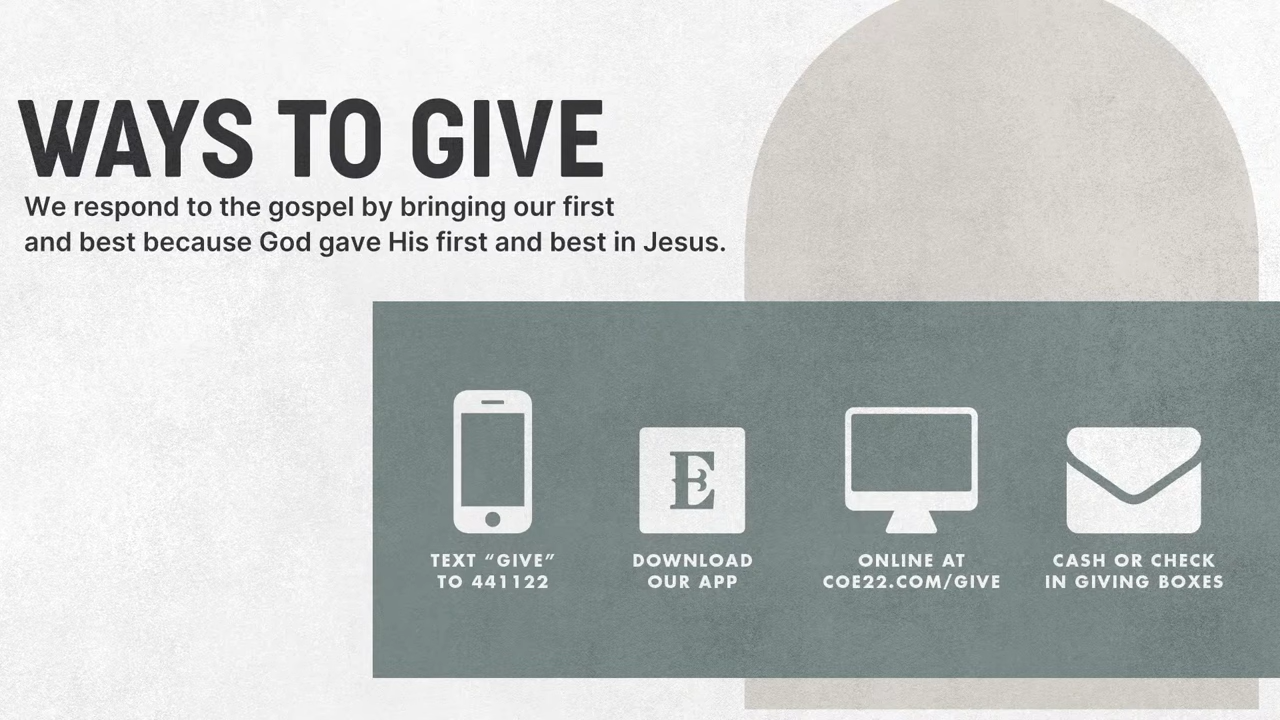 WAYS TO GIVE
We respond to the gospel by bringing our first
and best because God gave His first and best in Jesus.
E
TEXT “GIVE”
TO 441122
DOWNLOAD
OUR APP
ONLINE AT
COE22.COM/GIVE
CASH OR CHECK
IN GIVING BOXES